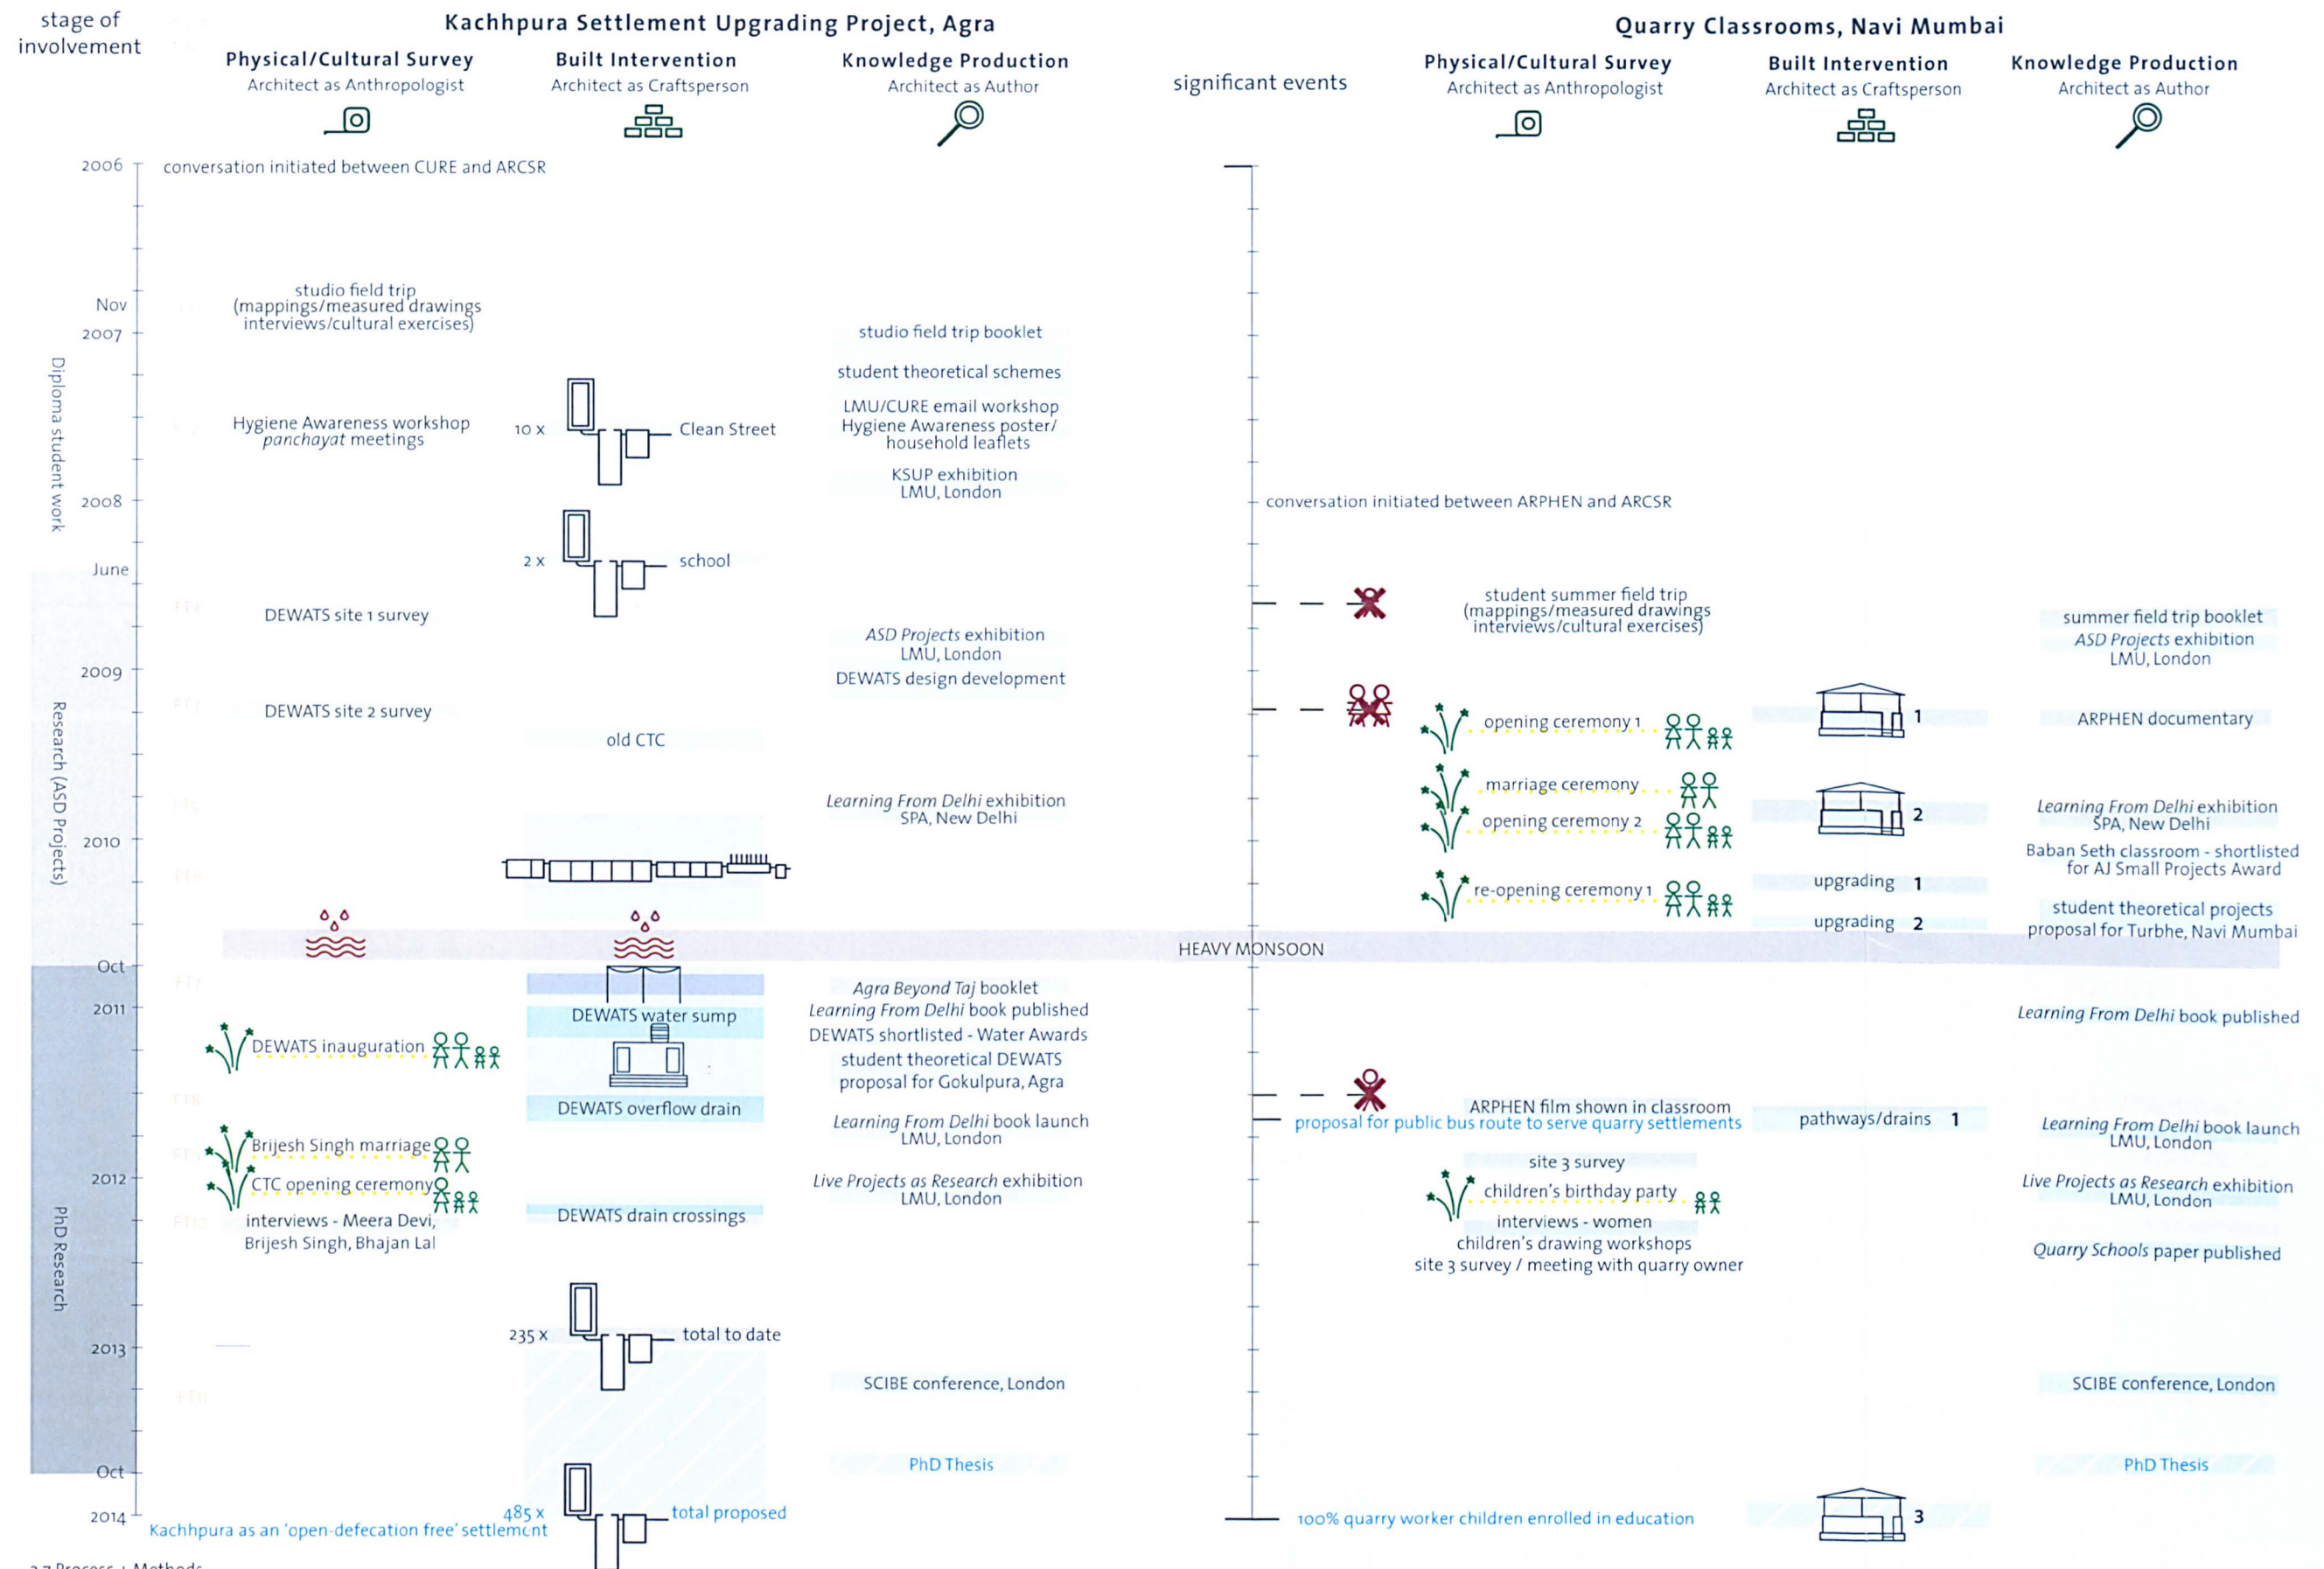 stage of
involvement
Kachhpura Settlement Upgrading Project, Agra
Physical/Cultural Survey
Architect as Anthropologist
Built Intervention
Architect as Craftsperson
Knowledge Production
Architect as Author
significant events
Quarry Classrooms, Navi Mumbai
Physical/Cultural Survey
Architect as Anthropologist
Built Intervention
Architect as Craftsperson
Knowledge Production
Architect as Author
Diploma student work
Research (ASD Projects)
PhD Research
2006
Nov
2007
2008
June
2009
2010
Oct
2011
2012
2013
Oct
2014
conversation initiated between CURE and ARCSR
studio field trip
(mappings/measured drawings
interviews/cultural exercises)
Hygiene Awareness workshop
panchayat meetings
DEWATS site 1 survey
DEWATS site 2 survey
DEWATS inauguration
Brijesh Singh marriage
CTC opening ceremony
interviews - Meera Devi,
Brijesh Singh, Bhajan Lal
Kachhpura as an 'open-defecation free' settlement
10 x
Clean Street
2 x
school
old CTC
DEWATS water sump
DEWATS overflow drain
DEWATS drain crossings
235 x
total to date
485 x
total proposed
studio field trip booklet
student theoretical schemes
LMU/CURE email workshop
Hygiene Awareness poster/
household leaflets
KSUP exhibition
LMU, London
ASD Projects exhibition
LMU, London
DEWATS design development
Learning From Delhi exhibition
SPA, New Delhi
Agra Beyond Taj booklet
Learning From Delhi book published
DEWATS shortlisted - Water Awards
student theoretical DEWATS
proposal for Gokulpura, Agra
Learning From Delhi book launch
LMU, London
Live Projects as Research exhibition
LMU, London
SCIBE conference, London
PhD Thesis
HEAVY MONSOON
conversation initiated between ARPHEN and ARCSR
student summer field trip
(mappings/measured drawings
interviews/cultural exercises)
opening ceremony 1
marriage ceremony
opening ceremony 2
re-opening ceremony 1
ARPHEN film shown in classroom
proposal for public bus route to serve quarry settlements
site 3 survey
children's birthday party
interviews - women
children's drawing workshops
site 3 survey / meeting with quarry owner
100% quarry worker children enrolled in education
1
2
upgrading 1
upgrading 2
pathways/drains 1
3
summer field trip booklet
ASD Projects exhibition
LMU, London
ARPHEN documentary
Learning From Delhi exhibition
SPA, New Delhi
Baban Seth classroom - shortlisted
for AJ Small Projects Award
student theoretical projects
proposal for Turbhe, Navi Mumbai
Learning From Delhi book published
Learning From Delhi book launch
LMU, London
Live Projects as Research exhibition
LMU, London
Quarry Schools paper published
SCIBE conference, London
PhD Thesis